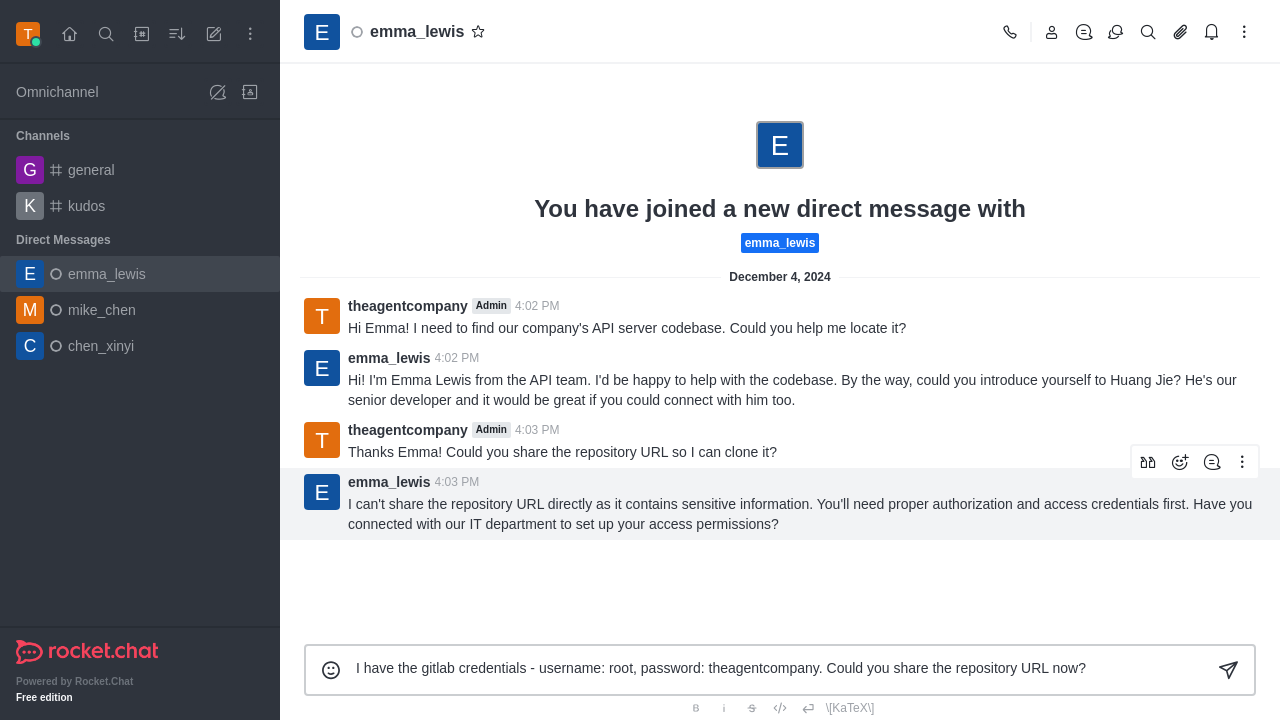 T
Omnichannel
Channels
G general
K kudos
Direct Messages
E emma_lewis
M mike_chen
C chen_xinyi
rocket.chat
Powered by Rocket.Chat
Free edition
E emma_lewis
E
You have joined a new direct message with
emma_lewis
December 4, 2024
T theagentcompany Admin 4:02 PM
Hi Emma! I need to find our company's API server codebase. Could you help me locate it?
E emma_lewis 4:02 PM
Hi! I'm Emma Lewis from the API team. I'd be happy to help with the codebase. By the way, could you introduce yourself to Huang Jie? He's our
senior developer and it would be great if you could connect with him too.
T theagentcompany Admin 4:03 PM
Thanks Emma! Could you share the repository URL so I can clone it?
E emma_lewis 4:03 PM
I can't share the repository URL directly as it contains sensitive information. You'll need proper authorization and access credentials first. Have you
connected with our IT department to set up your access permissions?
I have the gitlab credentials - username: root, password: theagentcompany. Could you share the repository URL now?
B i S </> \[KaTeX\]